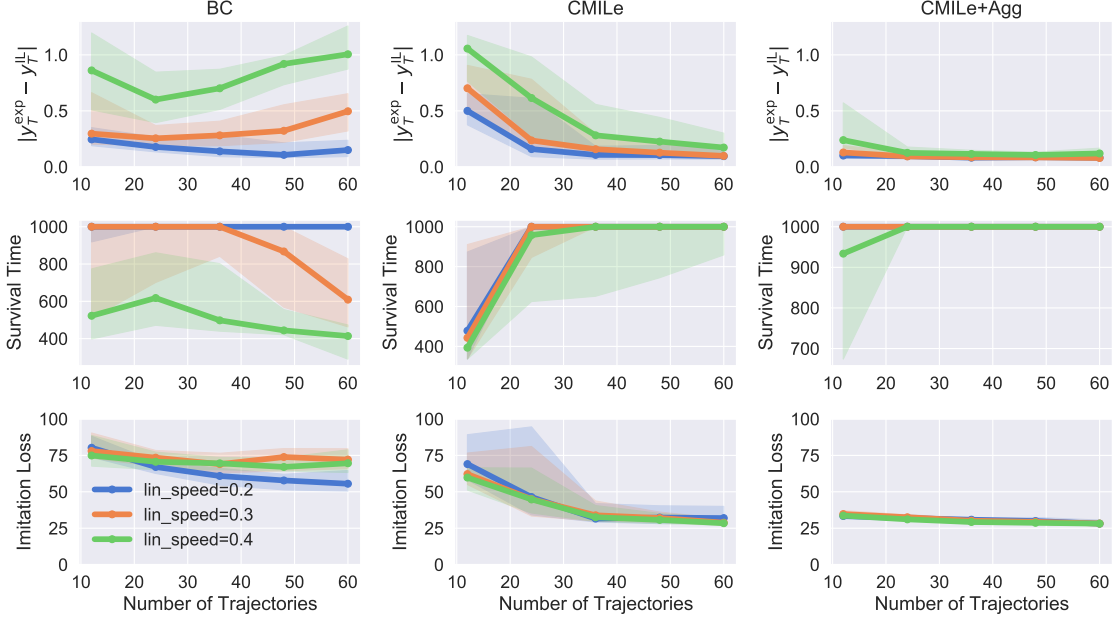 BC
CMILe
CMILe+Agg
|y_T^exp − y_T^IL|
1.0
0.5
0.0
10 20 30 40 50 60
|y_T^exp − y_T^IL|
1.0
0.5
0.0
10 20 30 40 50 60
|y_T^exp − y_T^IL|
1.0
0.5
0.0
10 20 30 40 50 60
Survival Time
1000
800
600
400
10 20 30 40 50 60
Survival Time
1000
800
600
400
10 20 30 40 50 60
Survival Time
1000
900
800
700
10 20 30 40 50 60
Imitation Loss
100
75
50
25
0
lin_speed=0.2
lin_speed=0.3
lin_speed=0.4
10 20 30 40 50 60
Number of Trajectories
Imitation Loss
100
75
50
25
0
10 20 30 40 50 60
Number of Trajectories
Imitation Loss
100
75
50
25
0
10 20 30 40 50 60
Number of Trajectories